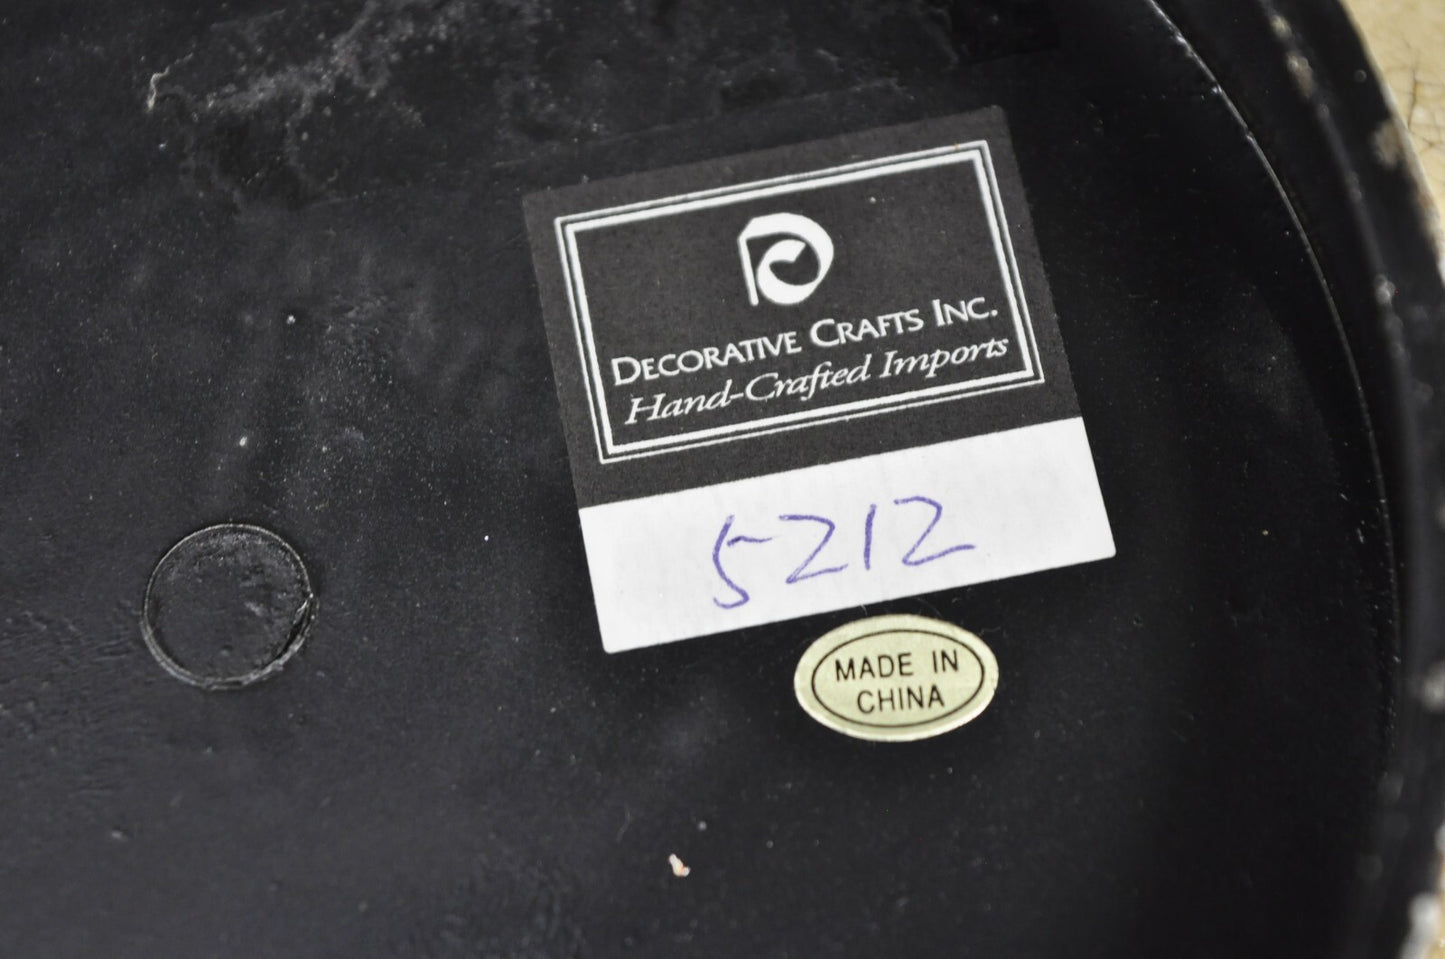 DECORATIVE CRAFTS INC.
Hand-Crafted Imports
5212
MADE IN
CHINA